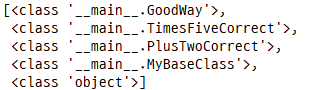 [<class '__main__.GoodWay'>,
<class '__main__.TimesFiveCorrect'>,
<class '__main__.PlusTwoCorrect'>,
<class '__main__.MyBaseClass'>,
<class 'object'>]